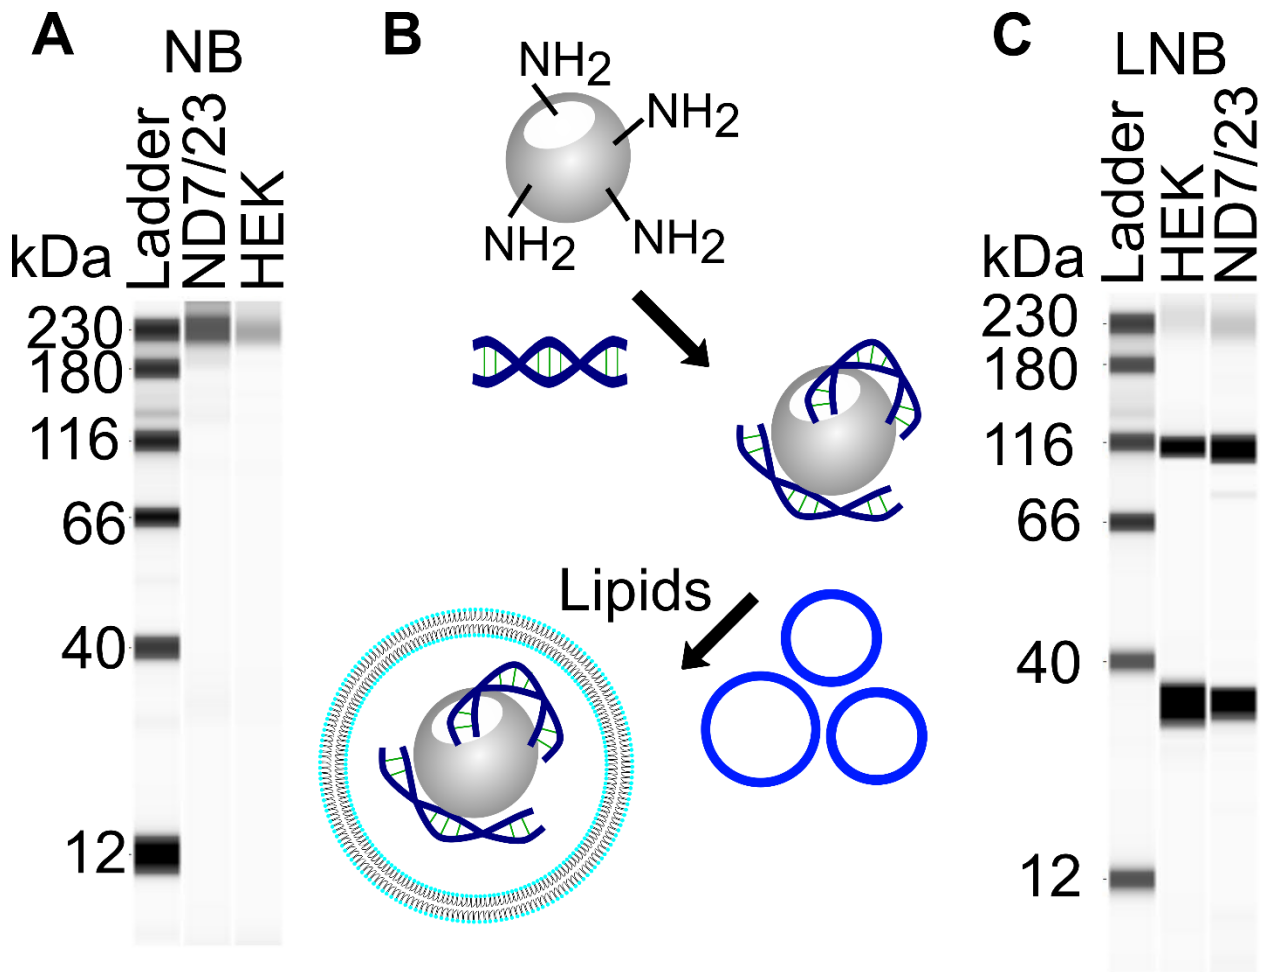 A
NB
Ladder
ND7/23
HEK
kDa
230
180
116
66
40
12
B
NH2
NH2
NH2
NH2
Lipids
C
LNB
Ladder
HEK
ND7/23
kDa
230
180
116
66
40
12